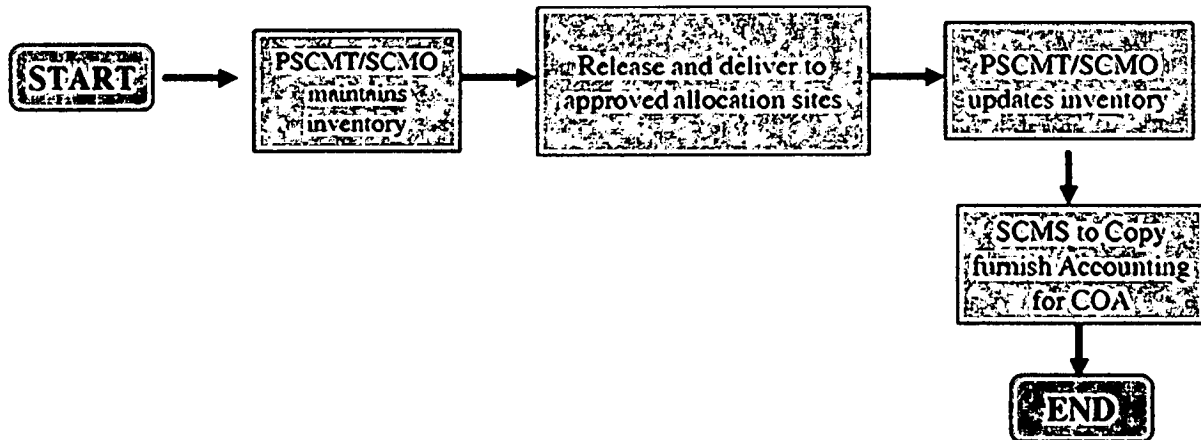 START
PSCMT/SCMO
maintains
inventory
Release and deliver to
approved allocation sites
PSCMT/SCMO
updates inventory
SCMS to Copy
furnish Accounting
for COA
END